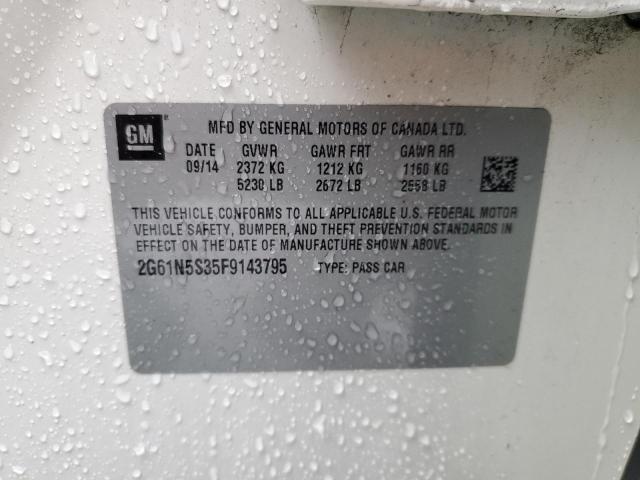 GM
MFD BY GENERAL MOTORS OF CANADA LTD.
DATE GVWR GAWR FRT GAWR RR
09/14 2372 KG 1212 KG 1160 KG
5230 LB 2672 LB 2558 LB
THIS VEHICLE CONFORMS TO ALL APPLICABLE U.S. FEDERAL MOTOR
VEHICLE SAFETY, BUMPER, AND THEFT PREVENTION STANDARDS IN
EFFECT ON THE DATE OF MANUFACTURE SHOWN ABOVE.
2G61N5S35F9143795 TYPE: PASS CAR